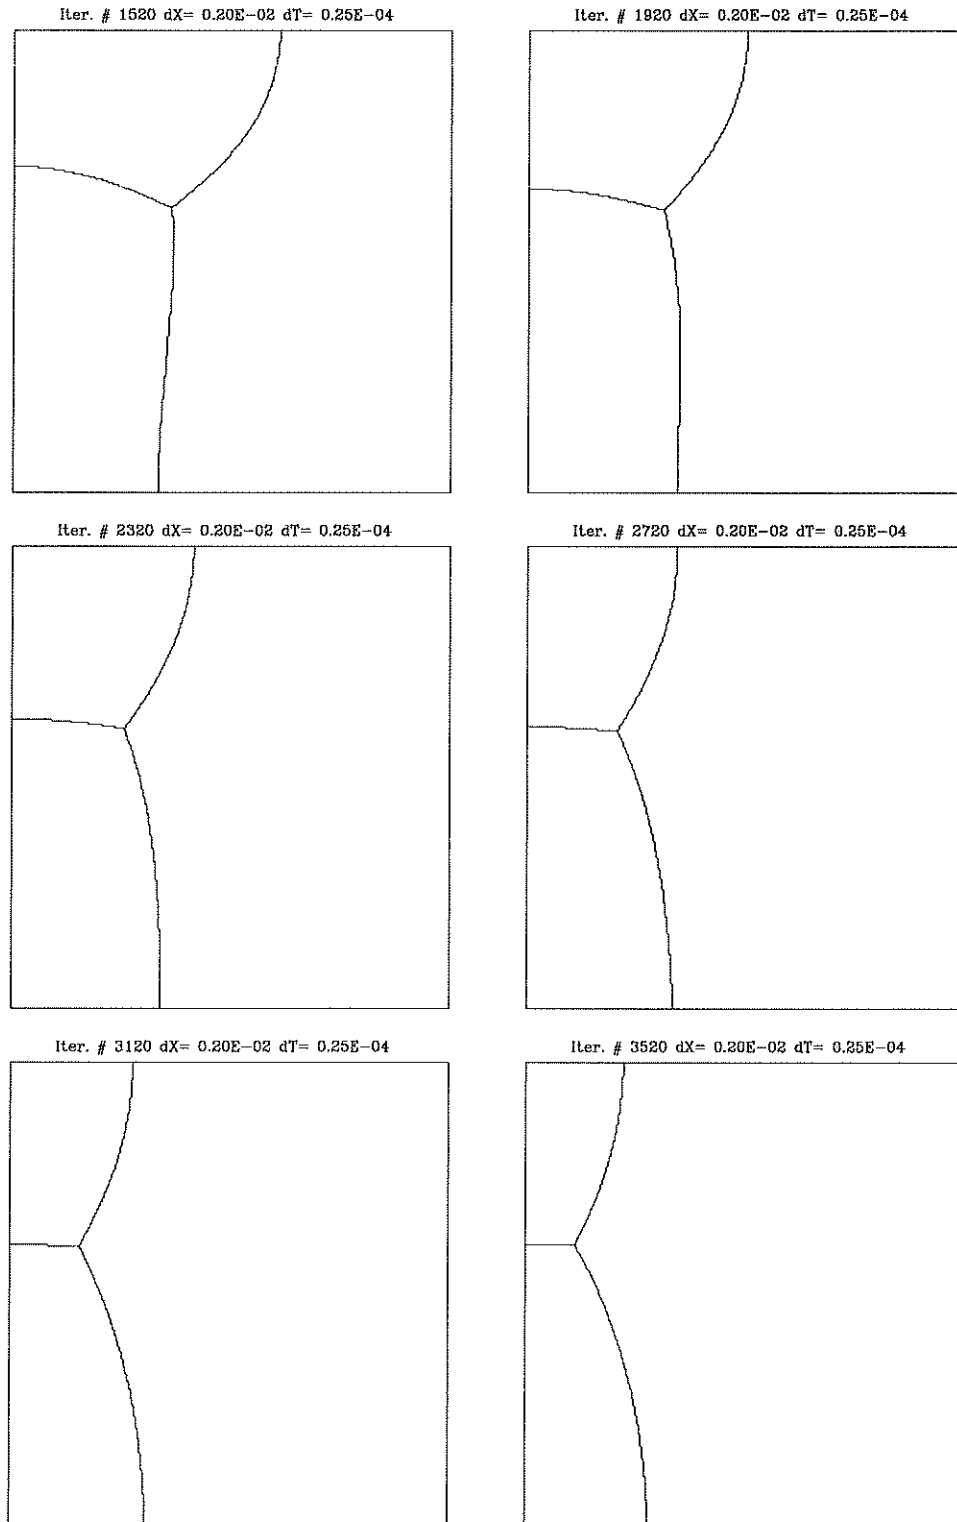 Iter. # 1520 dX= 0.20E-02 dT= 0.25E-04
Iter. # 1920 dX= 0.20E-02 dT= 0.25E-04
Iter. # 2320 dX= 0.20E-02 dT= 0.25E-04
Iter. # 2720 dX= 0.20E-02 dT= 0.25E-04
Iter. # 3120 dX= 0.20E-02 dT= 0.25E-04
Iter. # 3520 dX= 0.20E-02 dT= 0.25E-04